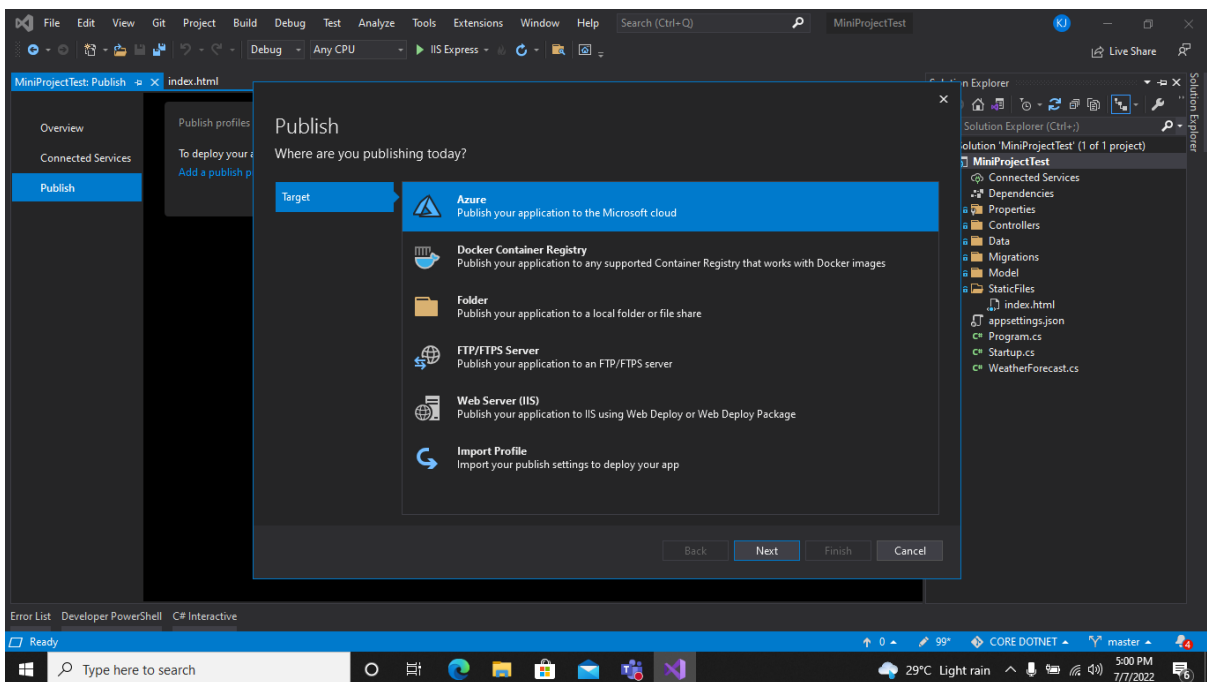 File Edit View Git Project Build Debug Test Analyze Tools Extensions Window Help Search (Ctrl+Q) MiniProjectTest KJ
Debug Any CPU IIS Express Live Share
MiniProjectTest: Publish index.html
Overview
Connected Services
Publish
Publish profiles
To deploy your
Add a publish
Publish
Where are you publishing today?
Target
Azure
Publish your application to the Microsoft cloud
Docker Container Registry
Publish your application to any supported Container Registry that works with Docker images
Folder
Publish your application to a local folder or file share
FTP/FTPS Server
Publish your application to an FTP/FTPS server
Web Server (IIS)
Publish your application to IIS using Web Deploy or Web Deploy Package
Import Profile
Import your publish settings to deploy your app
Back Next Finish Cancel
Explorer
Solution Explorer (Ctrl+;)
'MiniProjectTest' (1 of 1 project)
MiniProjectTest
Connected Services
Dependencies
Properties
Controllers
Data
Migrations
Model
StaticFiles
index.html
appsettings.json
C# Program.cs
C# Startup.cs
C# WeatherForecast.cs
Solution Explorer
Error List Developer PowerShell C# Interactive
Ready 0 99* CORE DOTNET master 4
Type here to search 29°C Light rain 5:00 PM
7/7/2022 6